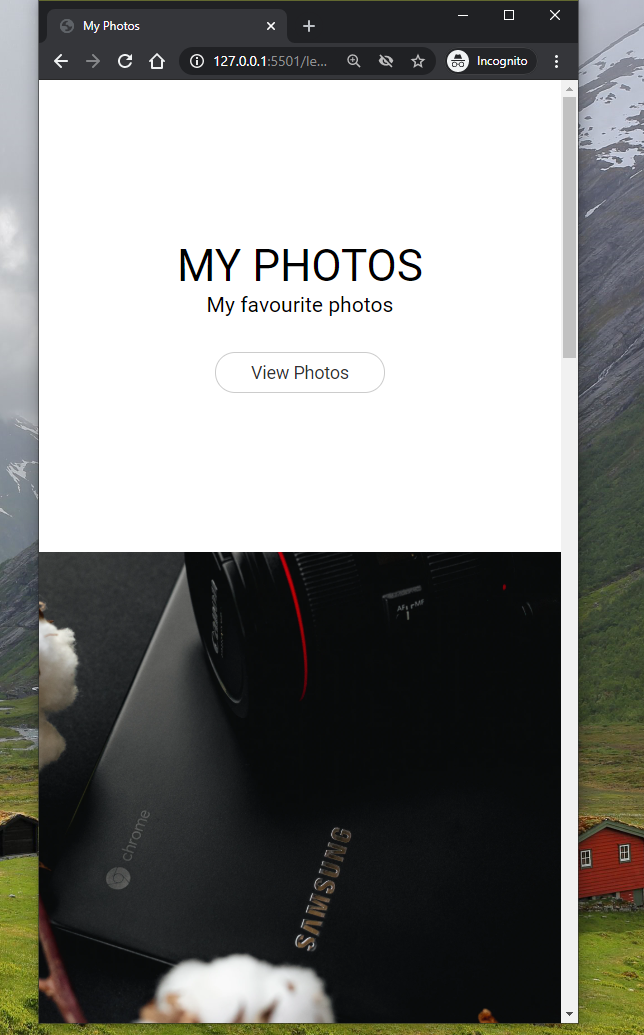 My Photos
127.0.0.1:5501/le...
Incognito
MY PHOTOS
My favourite photos
View Photos
Canon
AF
MF
chrome
SAMSUNG